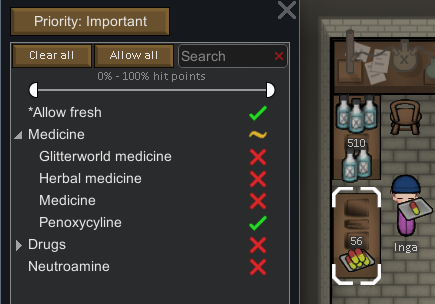 Priority: Important
Clear all
Allow all
Search
0% - 100% hit points
*Allow fresh
Medicine
Glitterworld medicine
Herbal medicine
Medicine
Penoxycyline
Drugs
Neutroamine
510
56
Inga